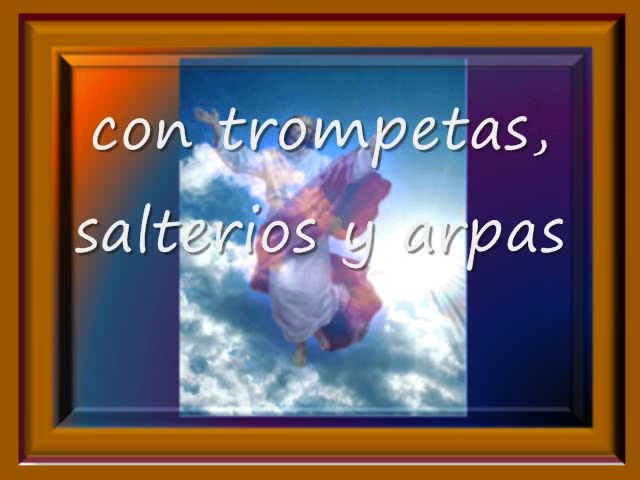 con trompetas,
salterios y arpas